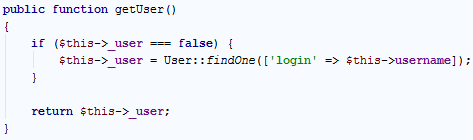 public function getUser()
{
    if ($this->_user === false) {
        $this->_user = User::findOne(['login' => $this->username]);
    }

    return $this->_user;
}